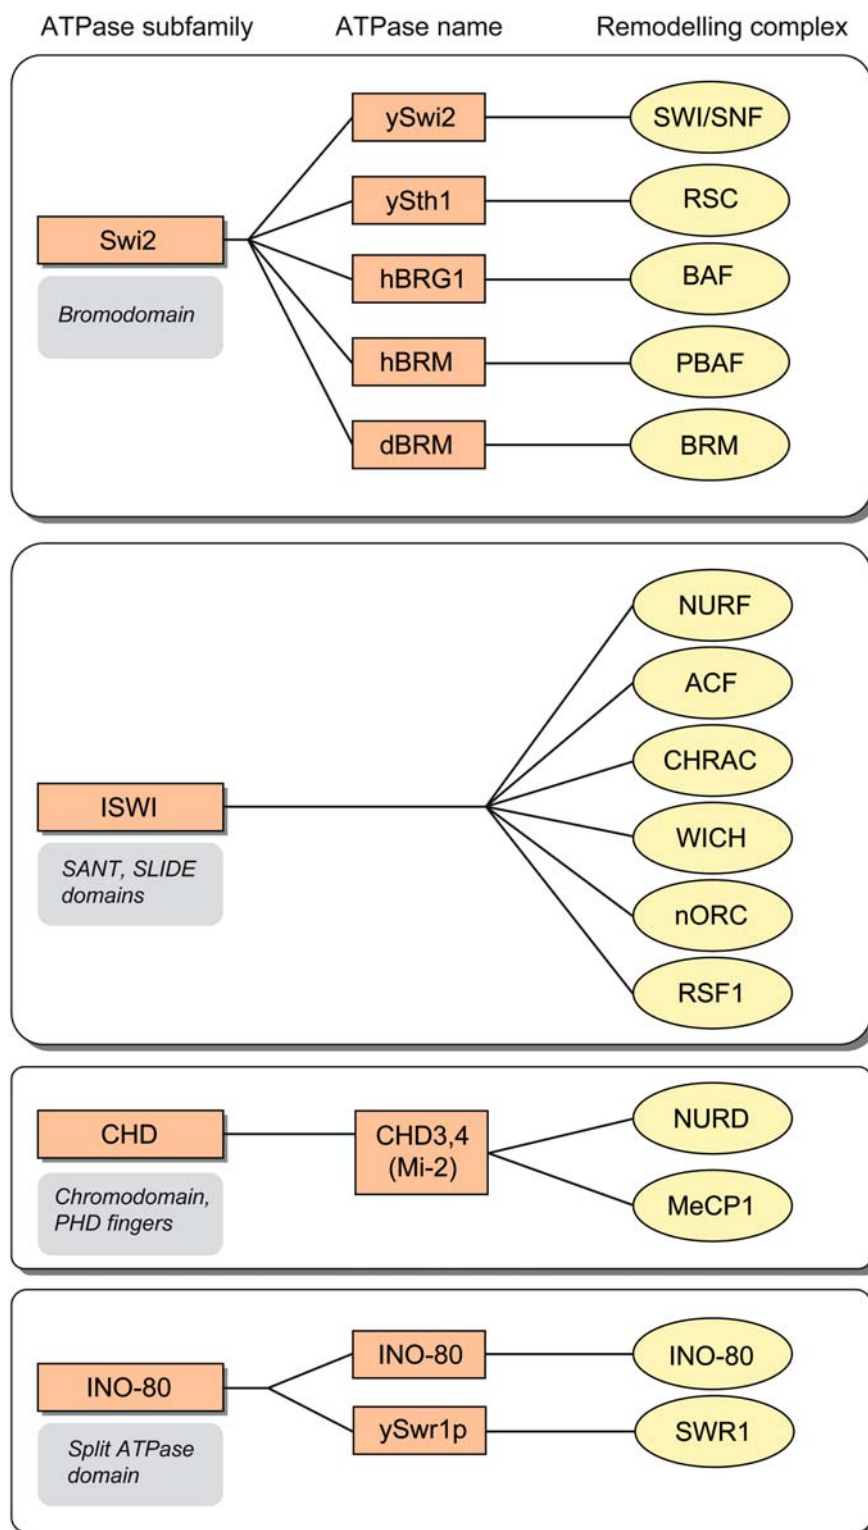 ATPase subfamily ATPase name Remodelling complex
ySwi2 SWI/SNF
ySth1 RSC
Swi2
hBRG1 BAF
Bromodomain
hBRM PBAF
dBRM BRM
NURF
ACF
CHRAC
ISWI
WICH
SANT, SLIDE
domains
nORC
RSF1
CHD
CHD3,4
(Mi-2)
NURD
Chromodomain,
PHD fingers
MeCP1
INO-80 INO-80
INO-80
ySwr1p SWR1
Split ATPase
domain